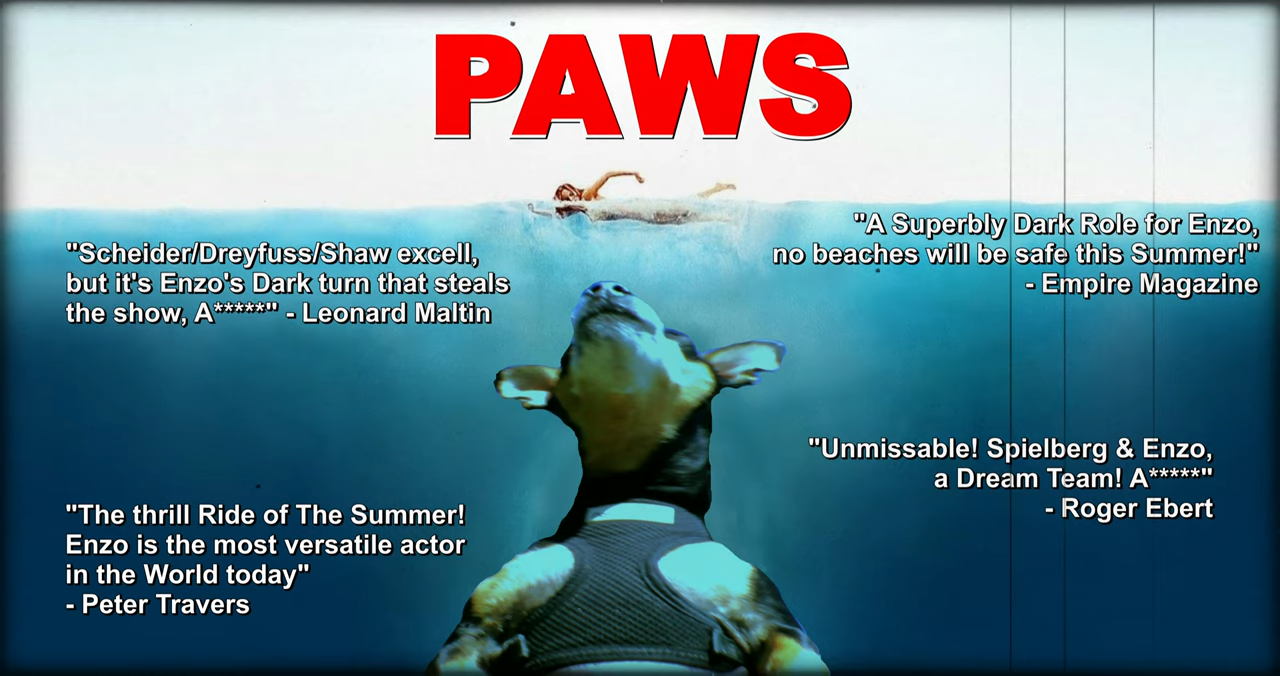 PAWS
"Scheider/Dreyfuss/Shaw excell,
but it's Enzo's Dark turn that steals
the show, A*****" - Leonard Maltin
"A Superbly Dark Role for Enzo,
no beaches will be safe this Summer!"
- Empire Magazine
"Unmissable! Spielberg & Enzo,
a Dream Team! A*****"
- Roger Ebert
"The thrill Ride of The Summer!
Enzo is the most versatile actor
in the World today"
- Peter Travers